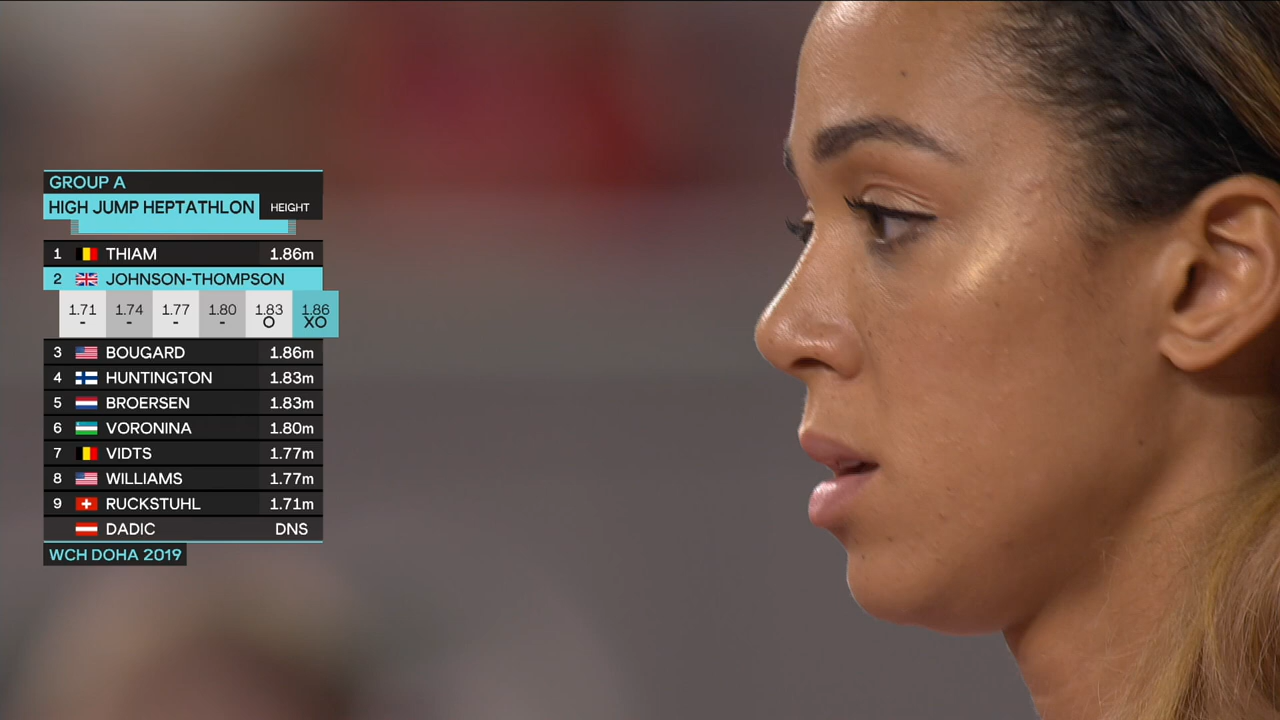 GROUP A
HIGH JUMP HEPTATHLON HEIGHT
1 THIAM 1.86m
2 JOHNSON-THOMPSON
1.71 1.74 1.77 1.80 1.83 1.86
- - - - O XO
3 BOUGARD 1.86m
4 HUNTINGTON 1.83m
5 BROERSEN 1.83m
6 VORONINA 1.80m
7 VIDTS 1.77m
8 WILLIAMS 1.77m
9 RUCKSTUHL 1.71m
DADIC DNS
WCH DOHA 2019